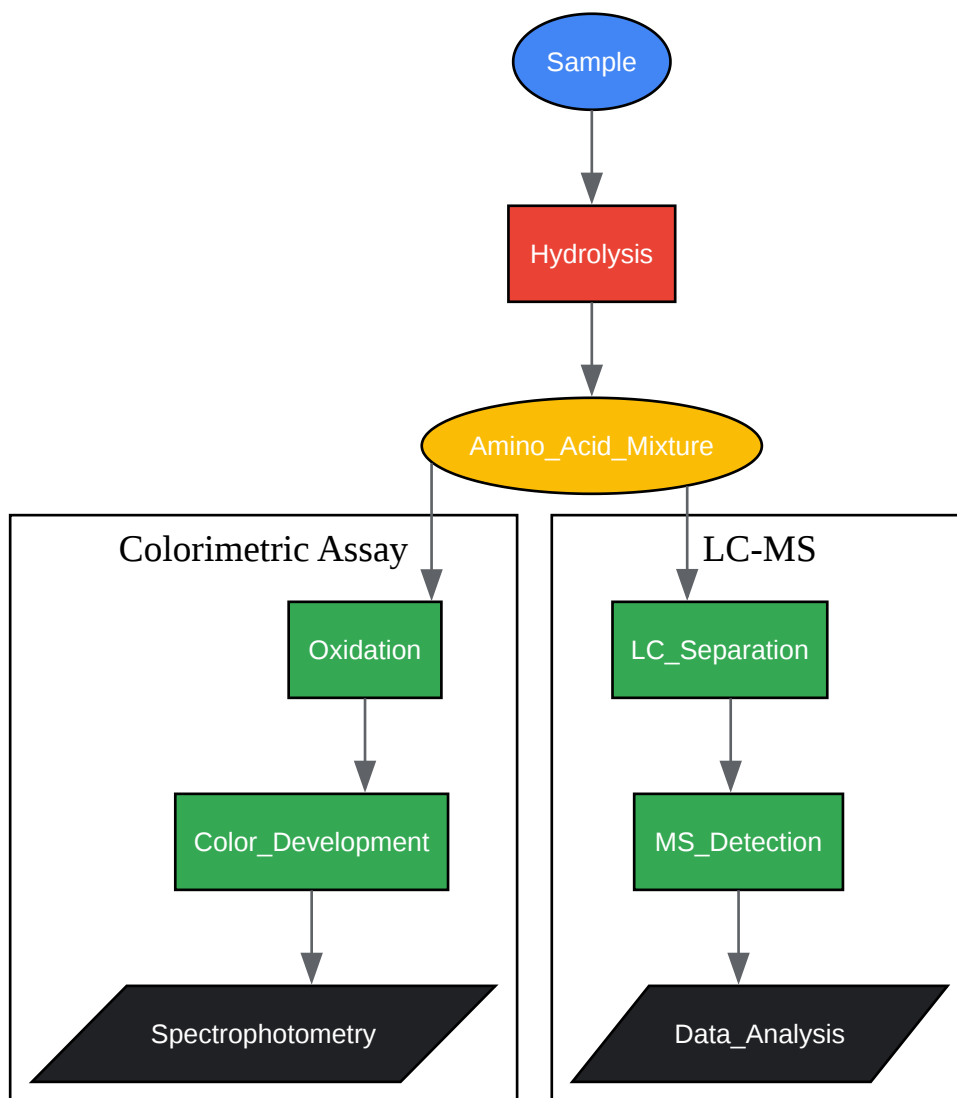 Sample
Hydrolysis
Amino_Acid_Mixture
Colorimetric Assay
Oxidation
Color_Development
Spectrophotometry
LC-MS
LC_Separation
MS_Detection
Data_Analysis